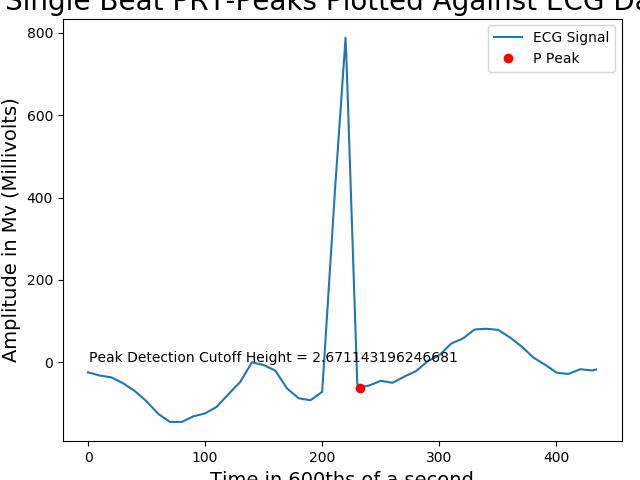 Single Beat PRT-Peaks Plotted Against ECG Da
800
600
400
200
0
Amplitude in Mv (Millivolts)
ECG Signal
P Peak
Peak Detection Cutoff Height = 2.671143196246681
0 100 200 300 400
Time in 600ths of a second